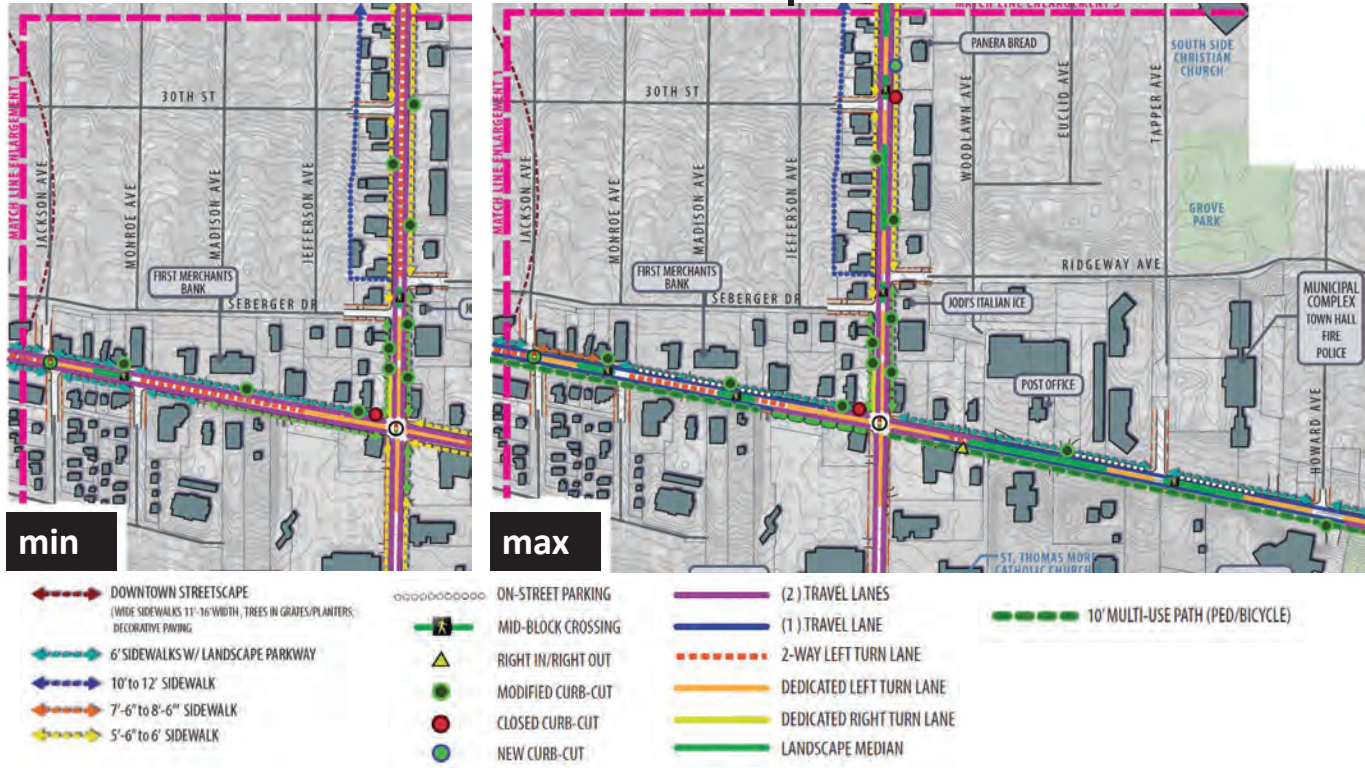 MATCH LINE ENLARGEMENT 1
30TH ST
JACKSON AVE
MONROE AVE
MADISON AVE
JEFFERSON AVE
FIRST MERCHANTS
BANK
SEBERGER DR
N
min
MATCH LINE ENLARGEMENT 3
MATCH LINE ENLARGEMENT 1
PANERA BREAD
SOUTH SIDE
CHRISTIAN
CHURCH
30TH ST
WOODLAWN AVE
EUCLID AVE
TAPPER AVE
JACKSON AVE
MONROE AVE
MADISON AVE
JEFFERSON AVE
GROVE
PARK
RIDGEWAY AVE
FIRST MERCHANTS
BANK
SEBERGER DR
JODI'S ITALIAN ICE
MUNICIPAL
COMPLEX
TOWN HALL
FIRE
POLICE
POST OFFICE
HOWARD AVE
ST. THOMAS MORE
CATHOLIC CHURCH
max
DOWNTOWN STREETSCAPE
(WIDE SIDEWALKS 11'-16' WIDTH , TREES IN GRATES/PLANTERS,
DECORATIVE PAVING
6' SIDEWALKS W/ LANDSCAPE PARKWAY
10' to 12' SIDEWALK
7'-6" to 8'-6"' SIDEWALK
5'-6" to 6' SIDEWALK
ON-STREET PARKING
MID-BLOCK CROSSING
RIGHT IN/RIGHT OUT
MODIFIED CURB-CUT
CLOSED CURB-CUT
NEW CURB-CUT
(2 ) TRAVEL LANES
(1) TRAVEL LANE
2-WAY LEFT TURN LANE
DEDICATED LEFT TURN LANE
DEDICATED RIGHT TURN LANE
LANDSCAPE MEDIAN
10' MULTI-USE PATH (PED/BICYCLE)